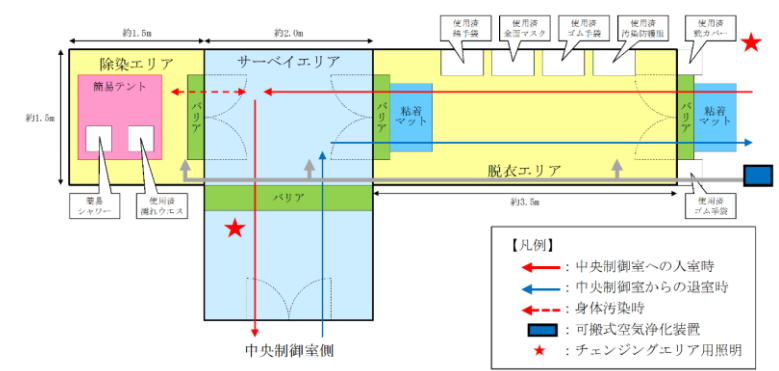 約1.5m
約2.0m
使用済
綿手袋
使用済
全面マスク
使用済
ゴム手袋
使用済
汚染防護服
使用済
靴カバー
除染エリア
サーベイエリア
簡易テント
バリア
バリア
粘着
マット
バリア
粘着
マット
約1.5m
脱衣エリア
簡易
シャワー
使用済
濡れウエス
バリア
約3.5m
使用済
ゴム手袋
中央制御室側
【凡例】
:中央制御室への入室時
:中央制御室からの退室時
:身体汚染時
:可搬式空気浄化装置
:チェンジングエリア用照明